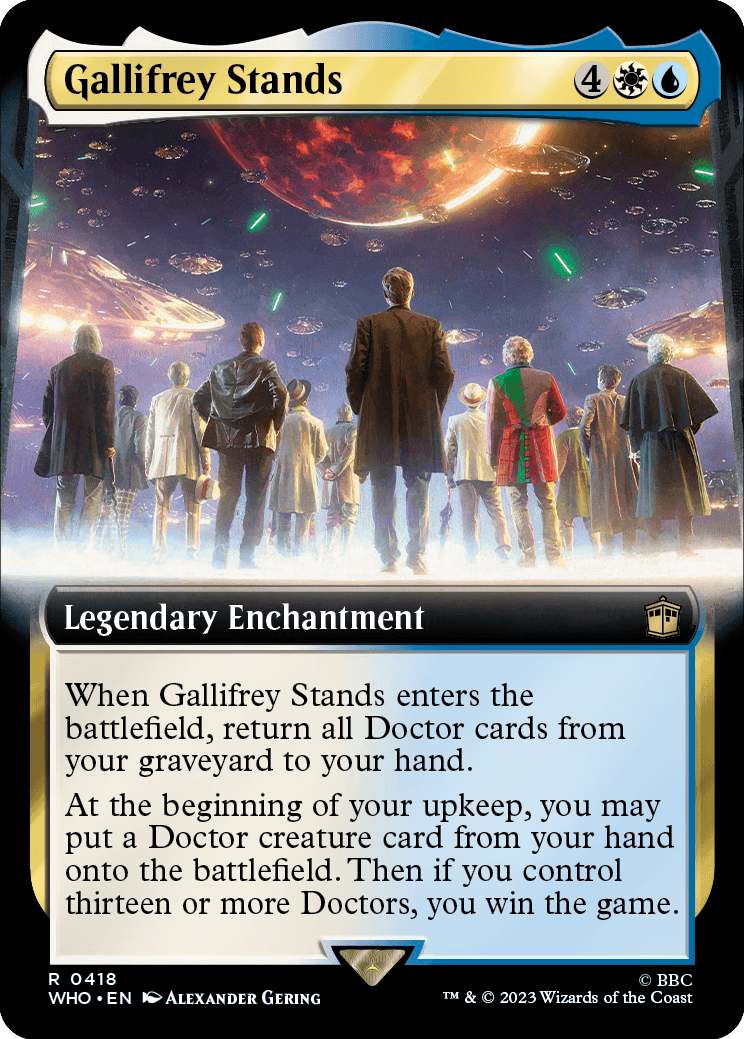 Gallifrey Stands 4
Legendary Enchantment
When Gallifrey Stands enters the
battlefield, return all Doctor cards from
your graveyard to your hand.
At the beginning of your upkeep, you may
put a Doctor creature card from your hand
onto the battlefield. Then if you control
thirteen or more Doctors, you win the game.
R 0418 © BBC
WHO • EN Alexander Gering ™ & © 2023 Wizards of the Coast